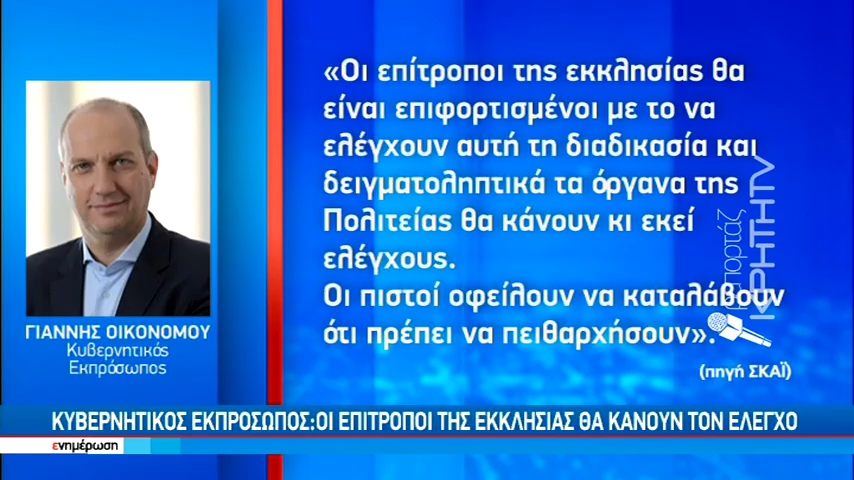 «Οι επίτροποι της εκκλησίας θα
είναι επιφορτισμένοι με το να
ελέγχουν αυτή τη διαδικασία και
δειγματοληπτικά τα όργανα της
Πολιτείας θα κάνουν κι εκεί
ελέγχους.
Οι πιστοί οφείλουν να καταλάβουν
ότι πρέπει να πειθαρχήσουν».
(πηγή ΣΚΑΪ)
ρεπορτάζ
ΚΡΗΤΗTV
ΓΙΑΝΝΗΣ ΟΙΚΟΝΟΜΟΥ
Κυβερνητικός
Εκπρόσωπος
ΚΥΒΕΡΝΗΤΙΚΟΣ ΕΚΠΡΟΣΩΠΟΣ:ΟΙ ΕΠΙΤΡΟΠΟΙ ΤΗΣ ΕΚΚΛΗΣΙΑΣ ΘΑ ΚΑΝΟΥΝ ΤΟΝ ΕΛΕΓΧΟ
ενημέρωση